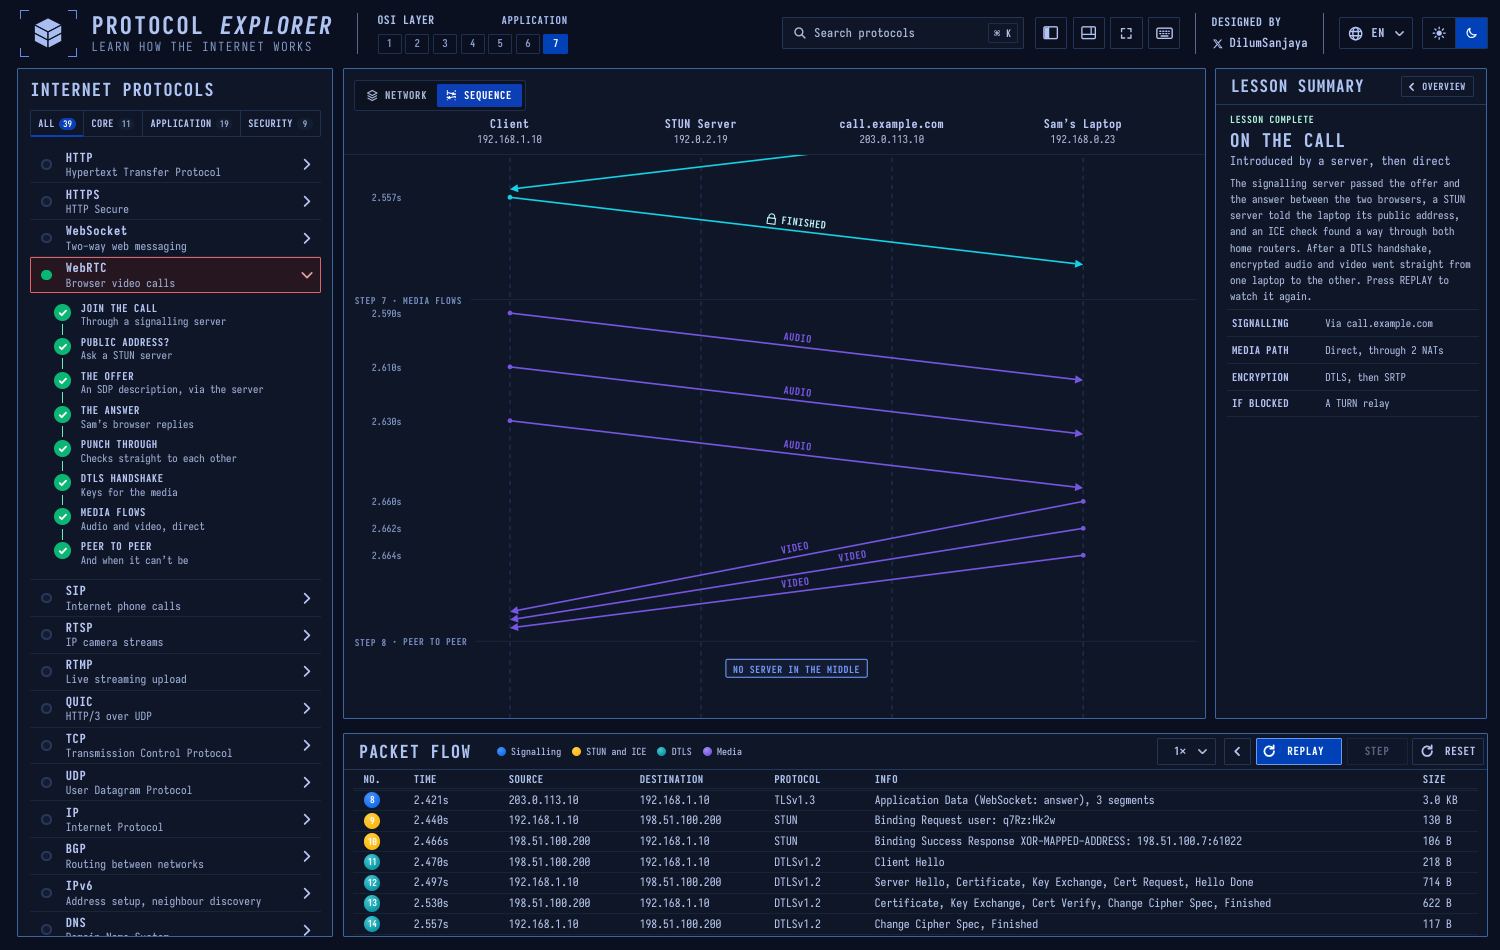 PROTOCOL EXPLORER
LEARN HOW THE INTERNET WORKS
OSI LAYER APPLICATION
1 2 3 4 5 6 7
Search protocols ⌘ K
DESIGNED BY
DilumSanjaya
EN
INTERNET PROTOCOLS
ALL 39 CORE 11 APPLICATION 19 SECURITY 9
HTTP
Hypertext Transfer Protocol
HTTPS
HTTP Secure
WebSocket
Two-way web messaging
WebRTC
Browser video calls
JOIN THE CALL
Through a signalling server
PUBLIC ADDRESS?
Ask a STUN server
THE OFFER
An SDP description, via the server
THE ANSWER
Sam's browser replies
PUNCH THROUGH
Checks straight to each other
DTLS HANDSHAKE
Keys for the media
MEDIA FLOWS
Audio and video, direct
PEER TO PEER
And when it can't be
SIP
Internet phone calls
RTSP
IP camera streams
RTMP
Live streaming upload
QUIC
HTTP/3 over UDP
TCP
Transmission Control Protocol
UDP
User Datagram Protocol
IP
Internet Protocol
BGP
Routing between networks
IPv6
Address setup, neighbour discovery
DNS
NETWORK SEQUENCE
Client STUN Server call.example.com Sam's Laptop
192.168.1.10 192.0.2.19 203.0.113.10 192.168.0.23
2.557s
FINISHED
STEP 7 · MEDIA FLOWS
2.590s
AUDIO
2.610s
AUDIO
2.630s
AUDIO
2.660s
2.662s
VIDEO
2.664s
VIDEO
VIDEO
STEP 8 · PEER TO PEER
NO SERVER IN THE MIDDLE
LESSON SUMMARY OVERVIEW
LESSON COMPLETE
ON THE CALL
Introduced by a server, then direct
The signalling server passed the offer and
the answer between the two browsers, a STUN
server told the laptop its public address,
and an ICE check found a way through both
home routers. After a DTLS handshake,
encrypted audio and video went straight from
one laptop to the other. Press REPLAY to
watch it again.
SIGNALLING Via call.example.com
MEDIA PATH Direct, through 2 NATs
ENCRYPTION DTLS, then SRTP
IF BLOCKED A TURN relay
PACKET FLOW Signalling STUN and ICE DTLS Media 1× REPLAY STEP RESET
NO. TIME SOURCE DESTINATION PROTOCOL INFO SIZE
8 2.421s 203.0.113.10 192.168.1.10 TLSv1.3 Application Data (WebSocket: answer), 3 segments 3.0 KB
9 2.440s 192.168.1.10 198.51.100.200 STUN Binding Request user: q7Rz:Hk2w 130 B
10 2.466s 198.51.100.200 192.168.1.10 STUN Binding Success Response XOR-MAPPED-ADDRESS: 198.51.100.7:61022 106 B
11 2.470s 198.51.100.200 192.168.1.10 DTLSv1.2 Client Hello 218 B
12 2.497s 192.168.1.10 198.51.100.200 DTLSv1.2 Server Hello, Certificate, Key Exchange, Cert Request, Hello Done 714 B
13 2.530s 198.51.100.200 192.168.1.10 DTLSv1.2 Certificate, Key Exchange, Cert Verify, Change Cipher Spec, Finished 622 B
14 2.557s 192.168.1.10 198.51.100.200 DTLSv1.2 Change Cipher Spec, Finished 117 B